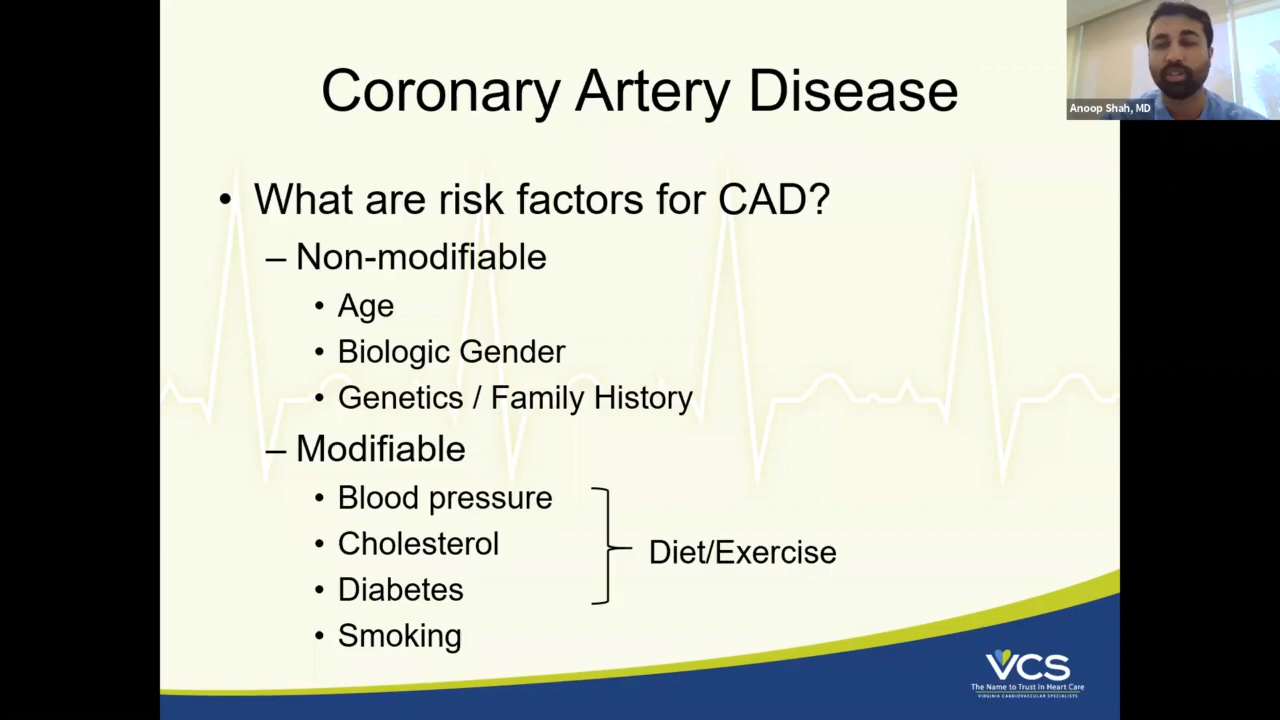 Coronary Artery Disease
Anoop Shah, MD
• What are risk factors for CAD?
– Non-modifiable
• Age
• Biologic Gender
• Genetics / Family History
– Modifiable
• Blood pressure
• Cholesterol
• Diabetes
Diet/Exercise
• Smoking
VCS
The Name to Trust in Heart Care
VIRGINIA CARDIOVASCULAR SPECIALISTS